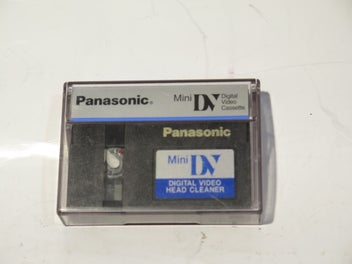 Panasonic®
Mini DV Digital Video Cassette
Panasonic
Mini
DV
DIGITAL VIDEO
HEAD CLEANER